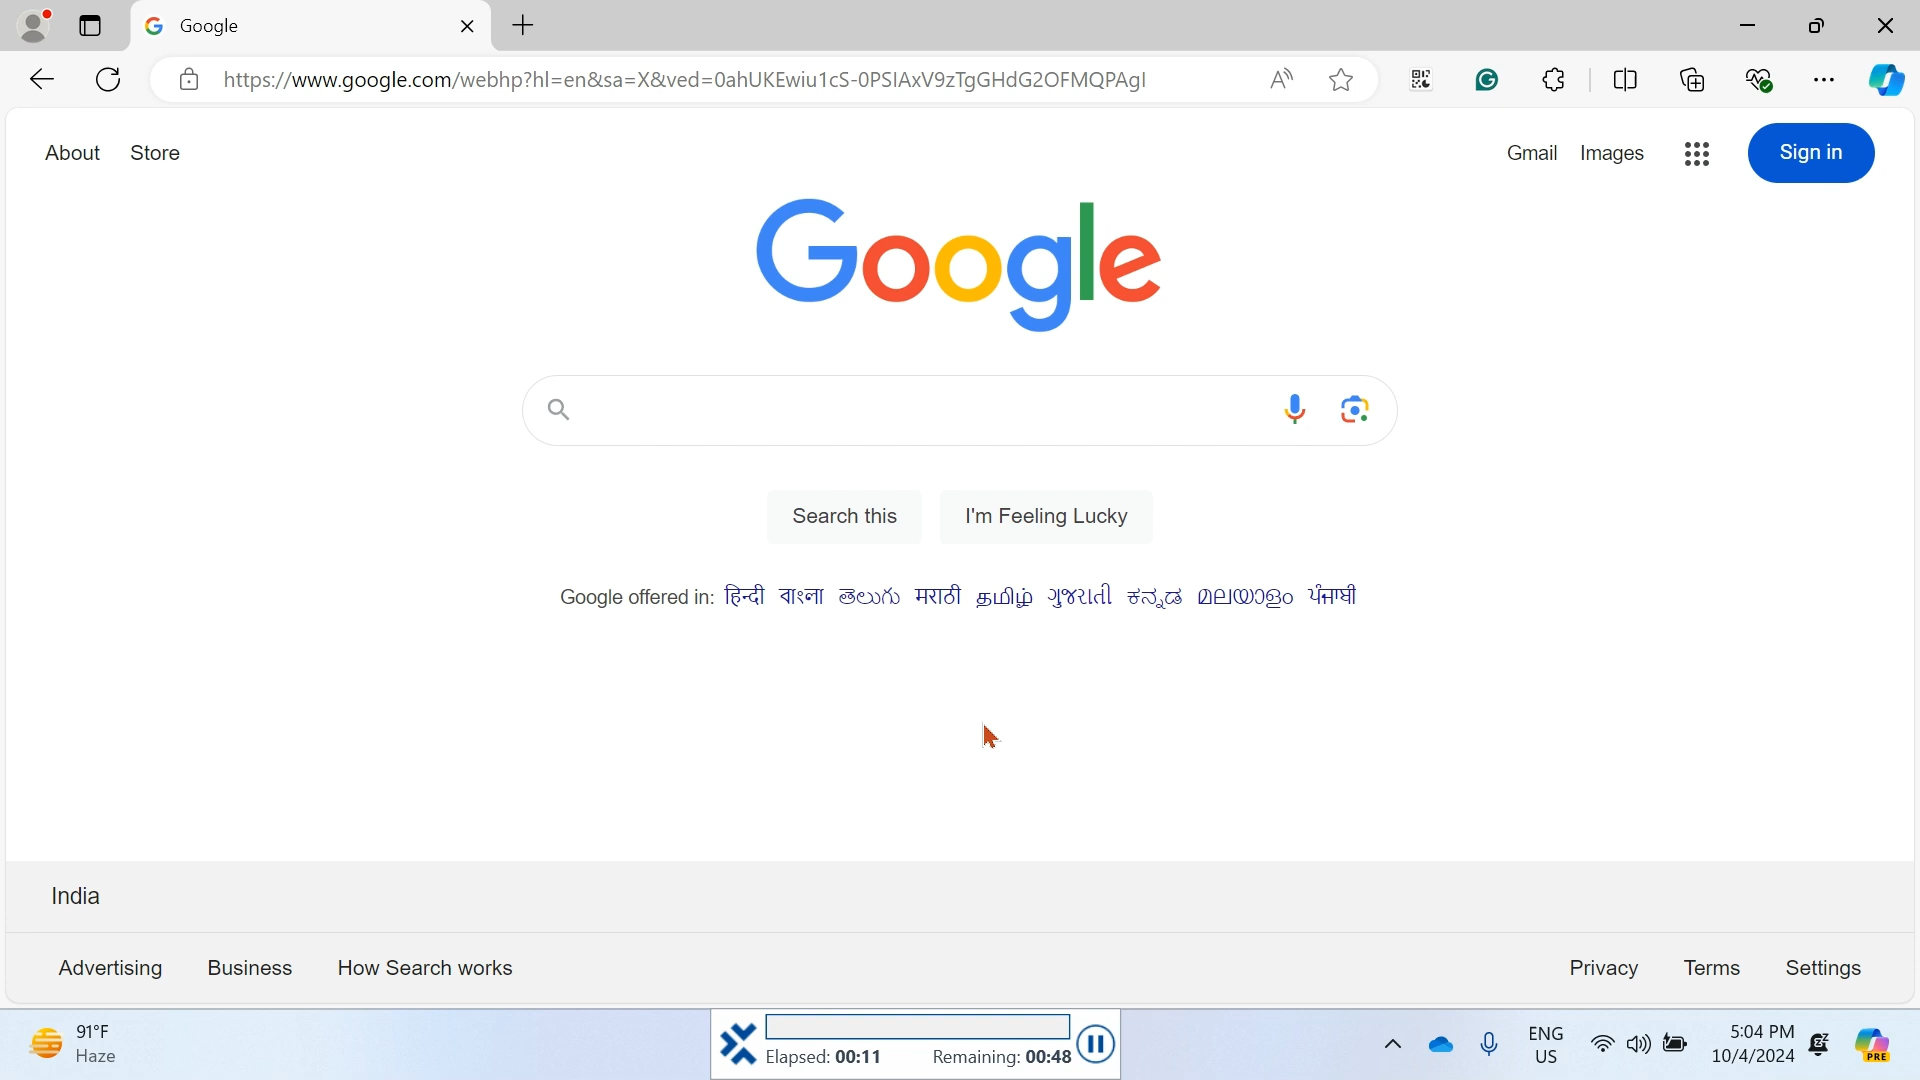 Google
https://www.google.com/webhp?hl=en&sa=X&ved=0ahUKEwiu1cS-0PSIAxV9zTgGHdG2OFMQPAgI
About Store Gmail Images Sign in
Google
Search this I'm Feeling Lucky
Google offered in: हिन्दी বাংলা తెలుగు मराठी தமிழ் ગુજરાતી ಕನ್ನಡ മലയാളം ਪੰਜਾਬੀ
India
Advertising Business How Search works Privacy Terms Settings
91°F
Haze
Elapsed: 00:11 Remaining: 00:48
ENG
US
5:04 PM
10/4/2024
PRE